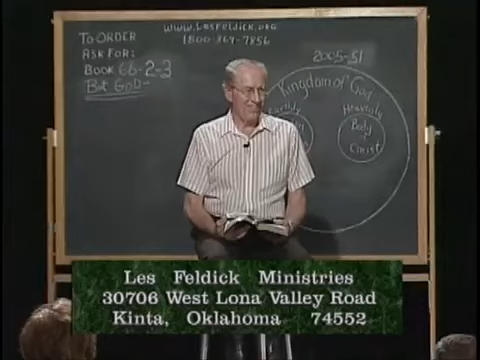 www.LesFeldick.org
1800-369-7856
To ORDER
ASK FOR:
BOOK 66-2-3
But God-
2005-51
Kingdom of God
Earthly
Heavenly
Body
Christ
Les Feldick Ministries
30706 West Lona Valley Road
Kinta, Oklahoma 74552